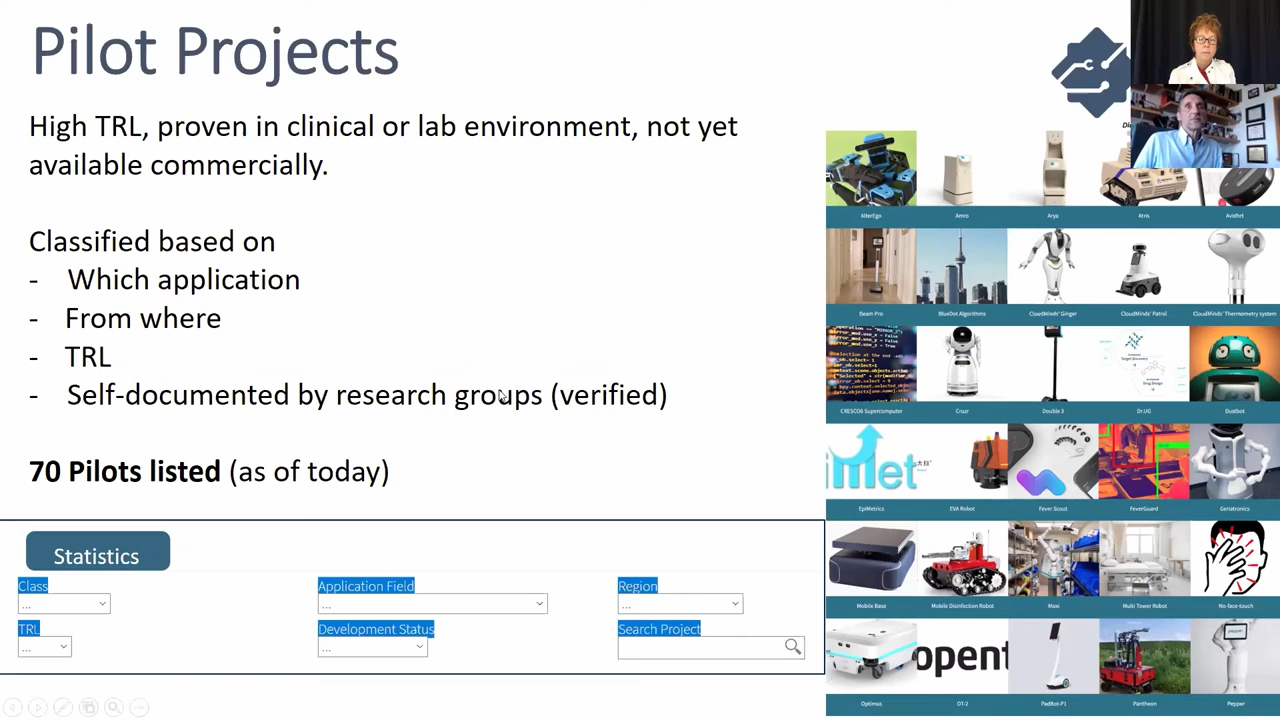 Pilot Projects
High TRL, proven in clinical or lab environment, not yet
available commercially.
Classified based on
- Which application
- From where
- TRL
- Self-documented by research groups (verified)
70 Pilots listed (as of today)
Statistics
Class
Application Field
Region
...
...
...
TRL
Development Status
Search Project
...
...
AlterEgo
Amro
Arya
Atris
Avidhrt
Beam Pro
BlueDot Algorithms
CloudMinds' Ginger
CloudMinds' Patrol
CloudMinds' Thermometry system
CRESCO6 Supercomputer
Cruzr
Double 3
Dr.UG
Dustbot
iMet
EpiMetrics
EVA Robot
Fever Scout
FeverGuard
Geriatronics
Mobile Base
Mobile Disinfection Robot
Moxi
Multi Tower Robot
No-face-touch
opent
pepper
Optimus
OT-2
PadBot-P1
Pantheon
Pepper